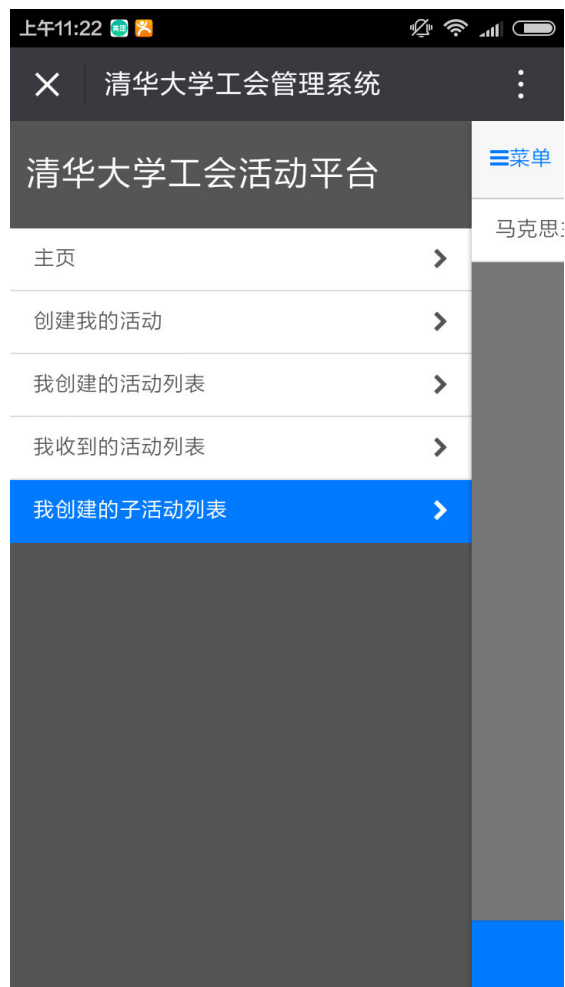 上午11:22 美团
清华大学工会管理系统
清华大学工会活动平台
菜单
主页
马克思
创建我的活动
我创建的活动列表
我收到的活动列表
我创建的子活动列表